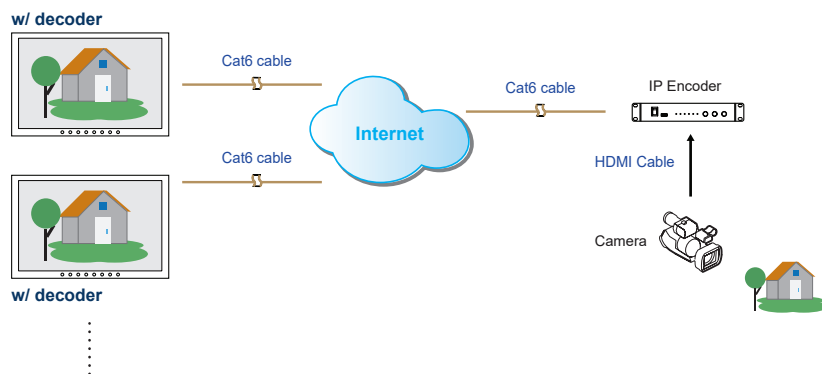 w/ decoder
Cat6 cable
Cat6 cable
IP Encoder
Internet
Cat6 cable
HDMI Cable
Camera
w/ decoder